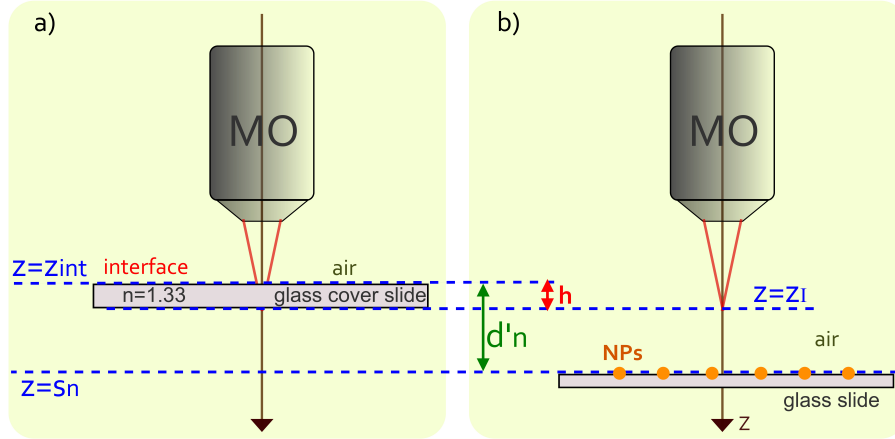 a)
MO
z=zint
interface
air
n=1.33
glass cover slide
z=sn
h
d'n
b)
MO
z=zI
air
NPs
glass slide
z